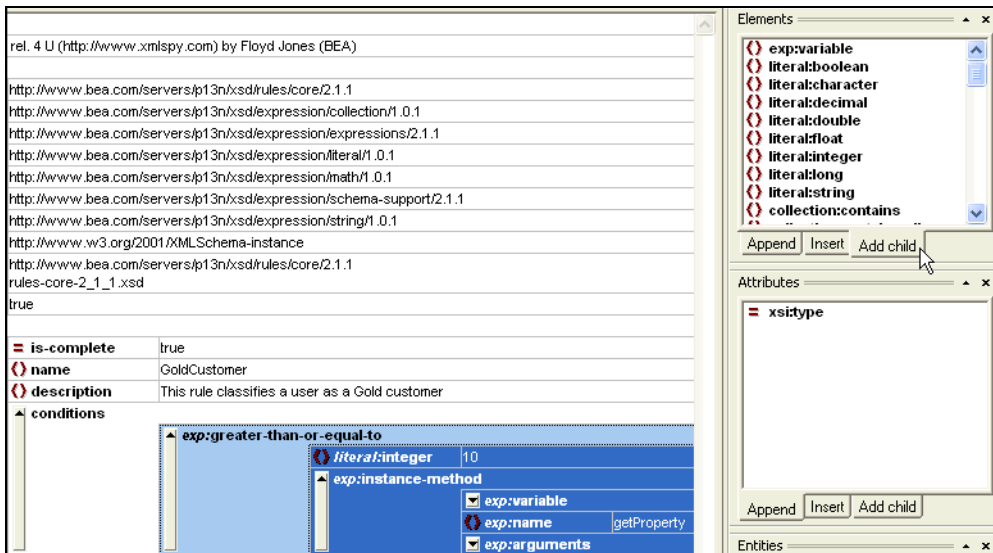 rel. 4 U (http://www.xmlspy.com) by Floyd Jones (BEA)
http://www.bea.com/servers/p13n/xsd/rules/core/2.1.1
http://www.bea.com/servers/p13n/xsd/expression/collection/1.0.1
http://www.bea.com/servers/p13n/xsd/expression/expressions/2.1.1
http://www.bea.com/servers/p13n/xsd/expression/literal/1.0.1
http://www.bea.com/servers/p13n/xsd/expression/math/1.0.1
http://www.bea.com/servers/p13n/xsd/expression/schema-support/2.1.1
http://www.bea.com/servers/p13n/xsd/expression/string/1.0.1
http://www.w3.org/2001/XMLSchema-instance
http://www.bea.com/servers/p13n/xsd/rules/core/2.1.1
rules-core-2_1_1.xsd
true
= is-complete true
() name GoldCustomer
() description This rule classifies a user as a Gold customer
conditions
exp:greater-than-or-equal-to
() literal:integer 10
exp:instance-method
exp:variable
() exp:name getProperty
exp:arguments
Elements
() exp:variable
() literal:boolean
() literal:character
() literal:decimal
() literal:double
() literal:float
() literal:integer
() literal:long
() literal:string
() collection:contains
Append Insert Add child
Attributes
= xsi:type
Append Insert Add child
Entities